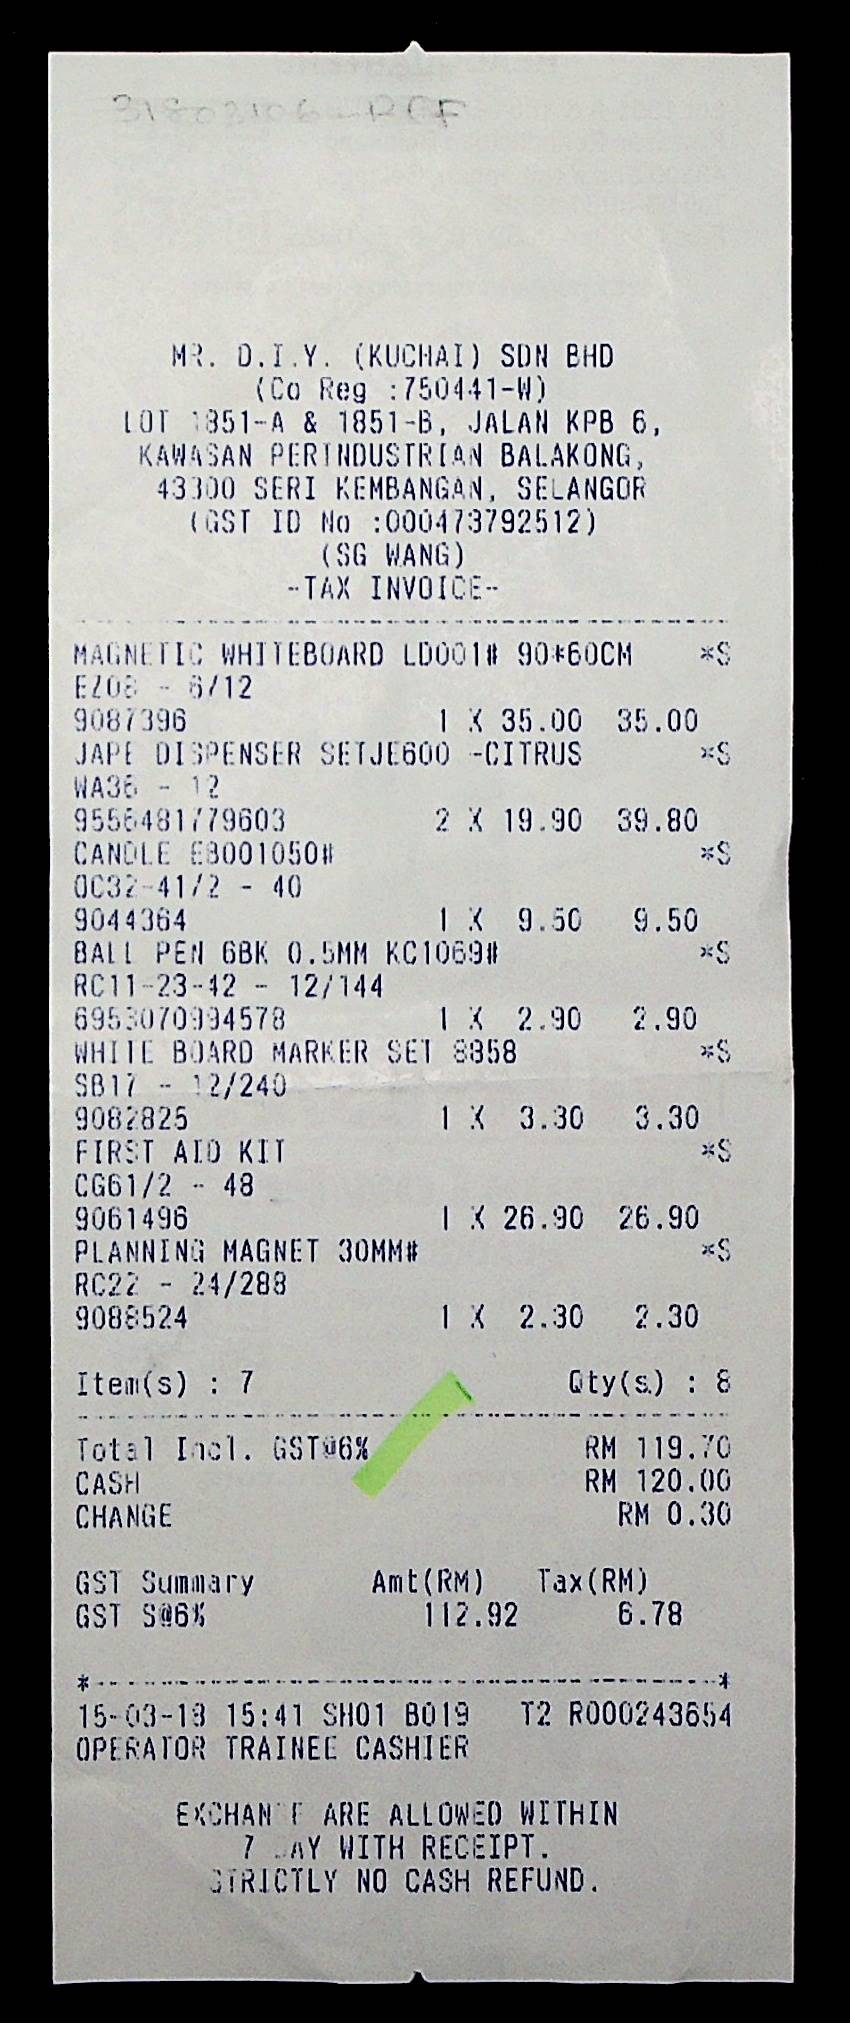 MR. D.I.Y. (KUCHAI) SDN BHD
(Co Reg :750441-W)
LOT 1851-A & 1851-B, JALAN KPB 6,
KAWASAN PERINDUSTRIAN BALAKONG,
43300 SERI KEMBANGAN, SELANGOR
(GST ID No :000473792512)
(SG WANG)
-TAX INVOICE-
MAGNETIC WHITEBOARD LD001# 90*60CM *S
EZ08 - 6/12
9087396 1 X 35.00 35.00
JAPE DISPENSER SETJE600 -CITRUS *S
WA36 - 12
9556481779603 2 X 19.90 39.80
CANDLE EB001050# *S
OC32-41/2 - 40
9044364 1 X 9.50 9.50
BALL PEN 6BK 0.5MM KC1069# *S
RC11-23-42 - 12/144
6953070994578 1 X 2.90 2.90
WHITE BOARD MARKER SET 8858 *S
SB17 - 12/240
9082825 1 X 3.30 3.30
FIRST AID KIT *S
CG61/2 - 48
9061496 1 X 26.90 26.90
PLANNING MAGNET 30MM# *S
RC22 - 24/288
9088524 1 X 2.30 2.30
Item(s) : 7 Qty(s) : 8
Total Incl. GST@6% RM 119.70
CASH RM 120.00
CHANGE RM 0.30
GST Summary Amt(RM) Tax(RM)
GST S@6% 112.92 6.78
*--------------------------------------*
15-03-18 15:41 SH01 B019 T2 R000243654
OPERATOR TRAINEE CASHIER
ARE ALLOWED WITHIN
7 DAY WITH RECEIPT.
STRICTLY NO CASH REFUND.